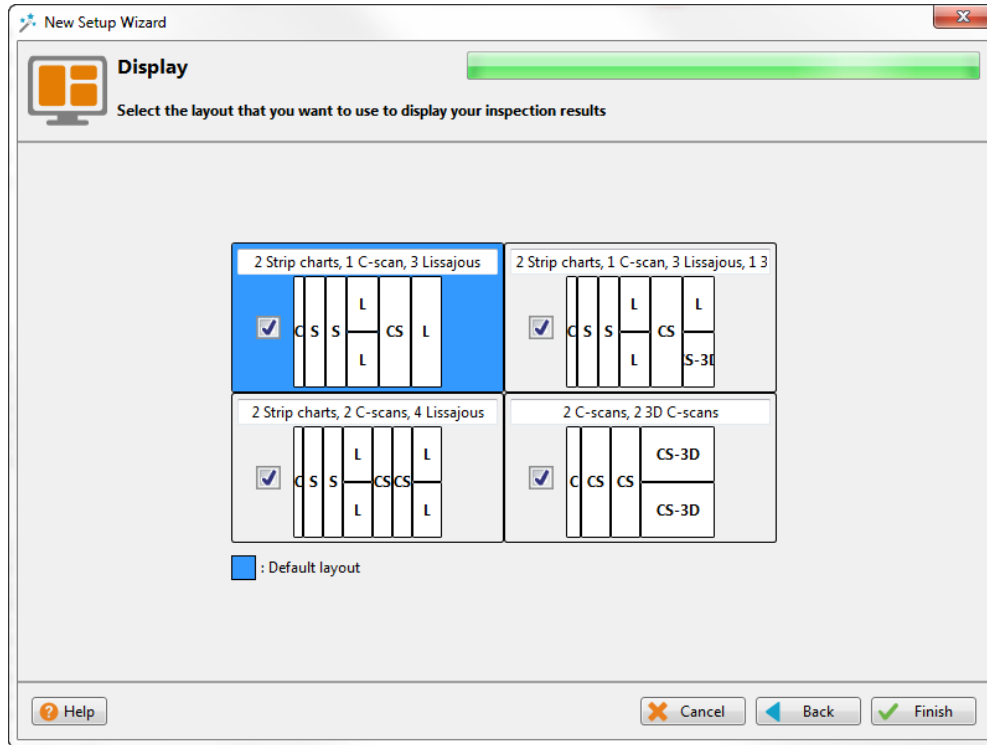 New Setup Wizard
Display
Select the layout that you want to use to display your inspection results
2 Strip charts, 1 C-scan, 3 Lissajous
C S S L L CS L
2 Strip charts, 1 C-scan, 3 Lissajous, 1 3
C S S L L CS L CS-3D
2 Strip charts, 2 C-scans, 4 Lissajous
C S S L L CS CS L L
2 C-scans, 2 3D C-scans
C CS CS CS-3D CS-3D
: Default layout
Help
Cancel
Back
Finish